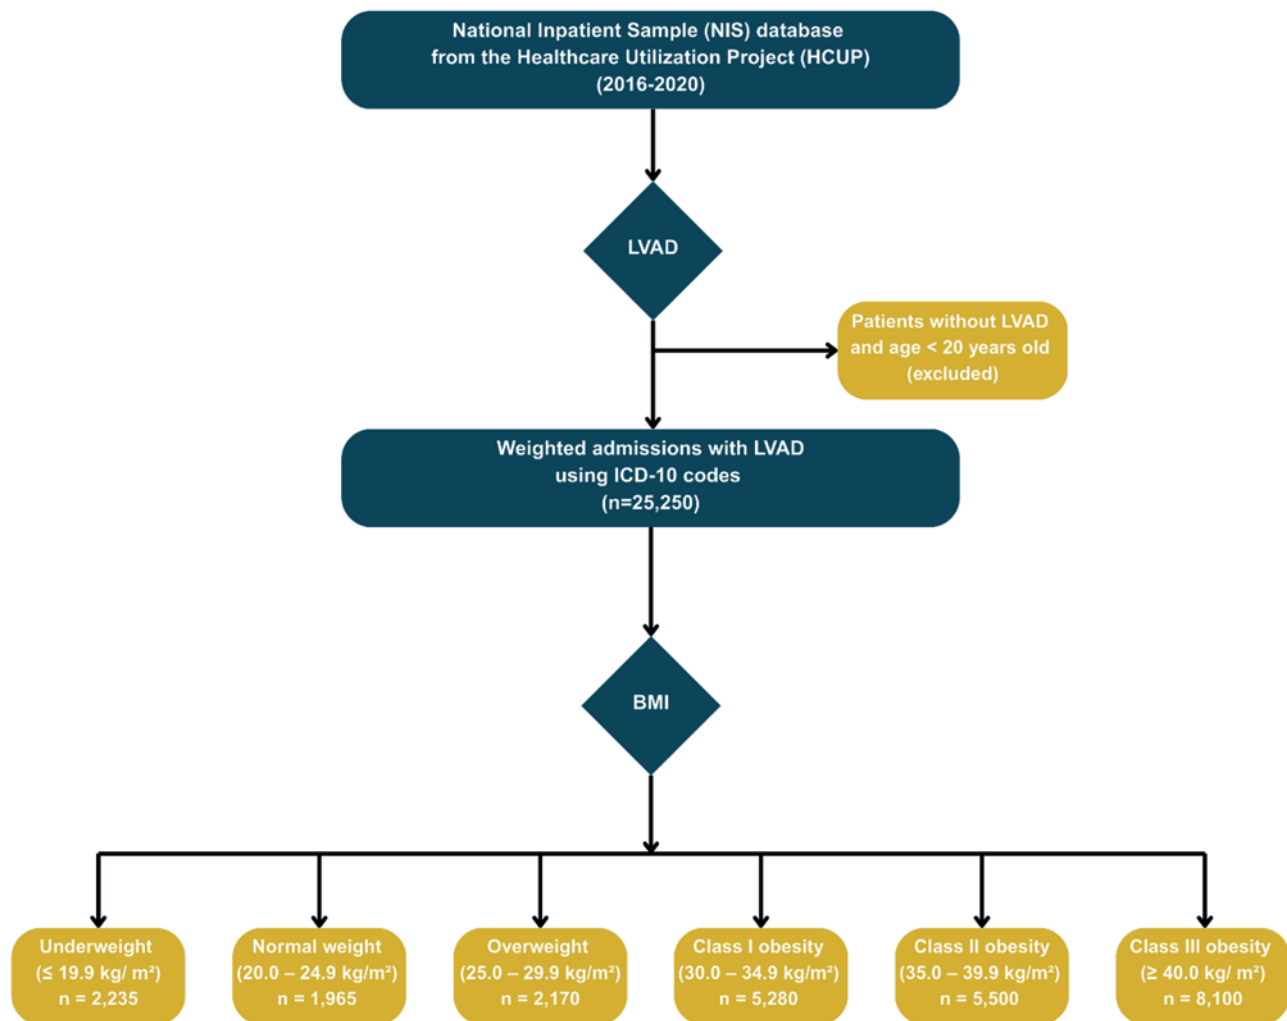 National Inpatient Sample (NIS) database
from the Healthcare Utilization Project (HCUP)
(2016-2020)
LVAD
Patients without LVAD
and age < 20 years old
(excluded)
Weighted admissions with LVAD
using ICD-10 codes
(n=25,250)
BMI
Underweight
(≤ 19.9 kg/ m²)
n = 2,235
Normal weight
(20.0 – 24.9 kg/m²)
n = 1,965
Overweight
(25.0 – 29.9 kg/m²)
n = 2,170
Class I obesity
(30.0 – 34.9 kg/m²)
n = 5,280
Class II obesity
(35.0 – 39.9 kg/m²)
n = 5,500
Class III obesity
(≥ 40.0 kg/ m²)
n = 8,100